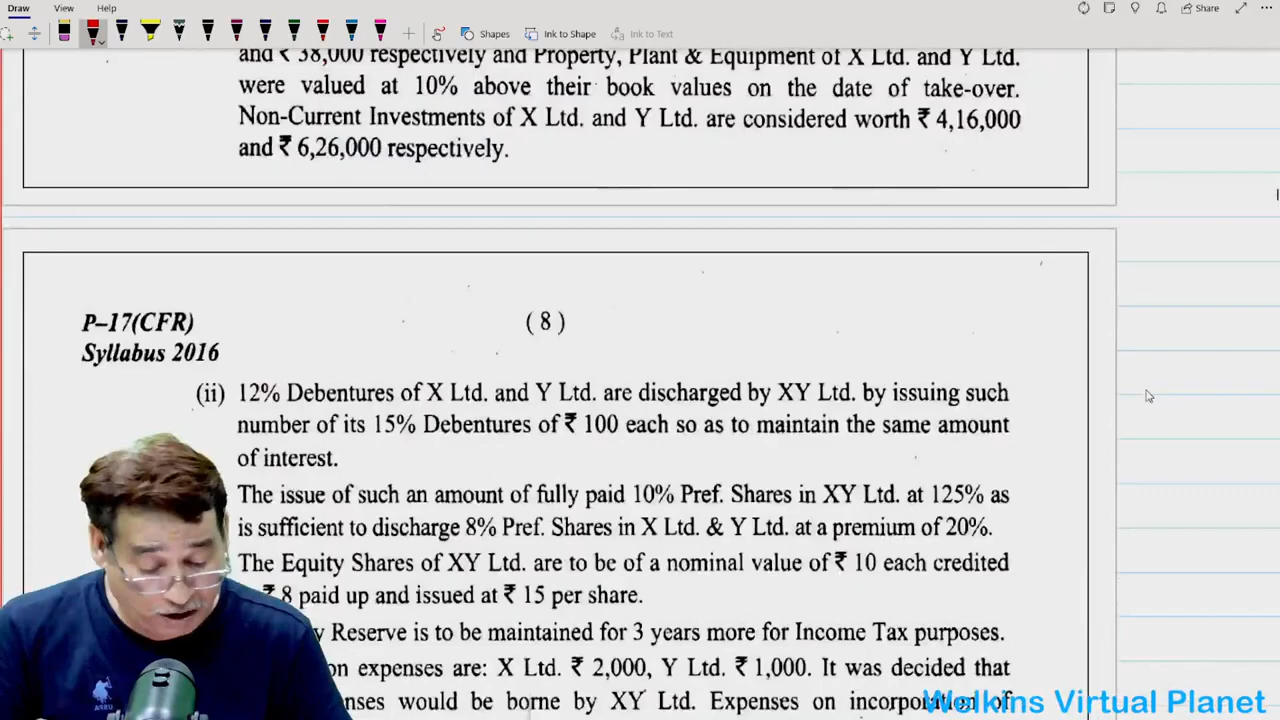 Draw View Help
Share
Shapes Ink to Shape Ink to Text
and ₹ 38,000 respectively and Property, Plant & Equipment of X Ltd. and Y Ltd.
were valued at 10% above their book values on the date of take-over.
Non-Current Investments of X Ltd. and Y Ltd. are considered worth ₹ 4,16,000
and ₹ 6,26,000 respectively.
P–17(CFR) ( 8 )
Syllabus 2016
(ii) 12% Debentures of X Ltd. and Y Ltd. are discharged by XY Ltd. by issuing such
number of its 15% Debentures of ₹ 100 each so as to maintain the same amount
of interest.
The issue of such an amount of fully paid 10% Pref. Shares in XY Ltd. at 125% as
is sufficient to discharge 8% Pref. Shares in X Ltd. & Y Ltd. at a premium of 20%.
The Equity Shares of XY Ltd. are to be of a nominal value of ₹ 10 each credited
₹ 8 paid up and issued at ₹ 15 per share.
Reserve is to be maintained for 3 years more for Income Tax purposes.
expenses are: X Ltd. ₹ 2,000, Y Ltd. ₹ 1,000. It was decided that
would be borne by XY Ltd. Expenses on incorporation of
Welkins Virtual Planet
USPA